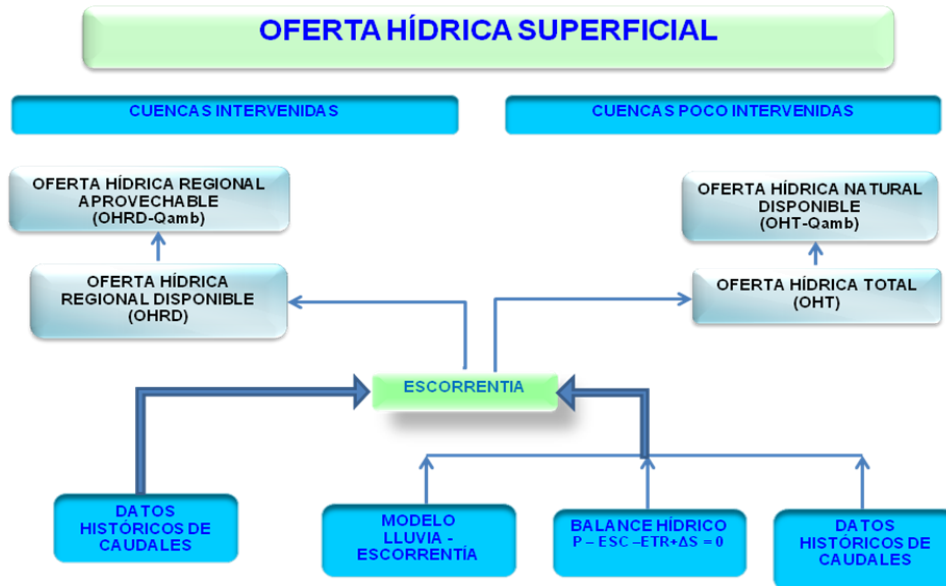 OFERTA HÍDRICA SUPERFICIAL
CUENCAS INTERVENIDAS
CUENCAS POCO INTERVENIDAS
OFERTA HÍDRICA REGIONAL
APROVECHABLE
(OHRD-Qamb)
OFERTA HÍDRICA NATURAL
DISPONIBLE
(OHT-Qamb)
OFERTA HÍDRICA
REGIONAL DISPONIBLE
(OHRD)
OFERTA HÍDRICA TOTAL
(OHT)
ESCORRENTIA
DATOS
HISTÓRICOS DE
CAUDALES
MODELO
LLUVIA -
ESCORRENTÍA
BALANCE HÍDRICO
P – ESC –ETR+ΔS = 0
DATOS
HISTÓRICOS DE
CAUDALES